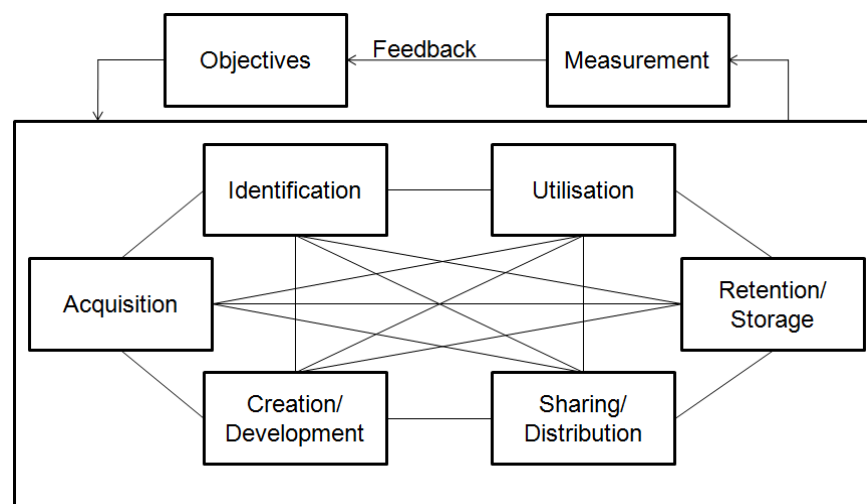 Objectives
Feedback
Measurement
Identification
Utilisation
Acquisition
Retention/
Storage
Creation/
Development
Sharing/
Distribution